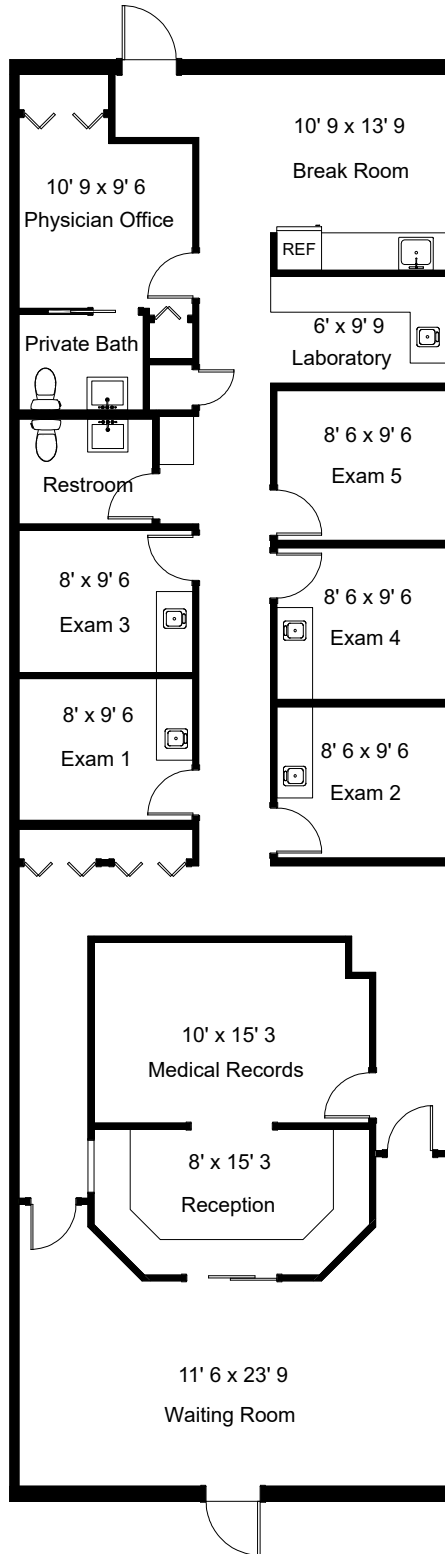 10' 9 x 13' 9
Break Room
10' 9 x 9' 6
Physician Office
REF
6' x 9' 9
Laboratory
Private Bath
8' 6 x 9' 6
Exam 5
Restroom
8' x 9' 6
Exam 3
8' 6 x 9' 6
Exam 4
8' x 9' 6
Exam 1
8' 6 x 9' 6
Exam 2
10' x 15' 3
Medical Records
8' x 15' 3
Reception
11' 6 x 23' 9
Waiting Room